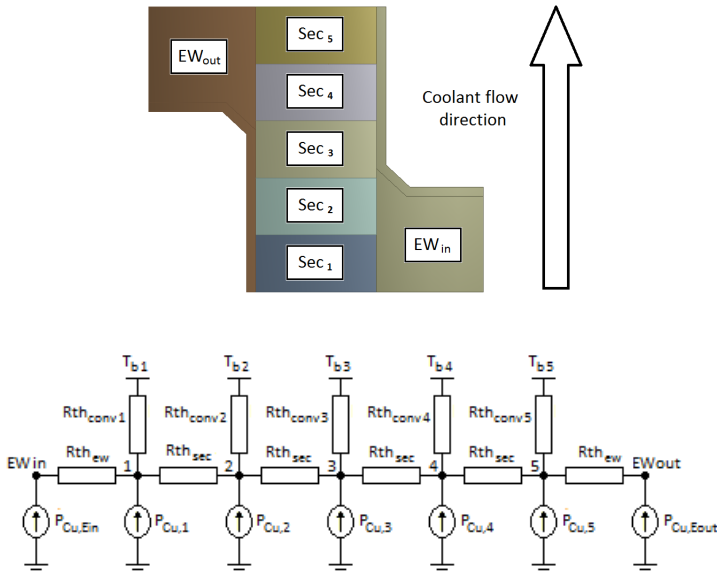 Sec 5
EWout
Sec 4
Coolant flow
direction
Sec 3
Sec 2
EW in
Sec 1
Tb1 Tb2 Tb3 Tb4 Tb5
Rthconv1 Rthconv2 Rthconv3 Rthconv4 Rthconv5
EWin Rthew 1 Rthsec 2 Rthsec 3 Rthsec 4 Rthsec 5 Rthew EWout
PCu,Ein PCu,1 PCu,2 PCu,3 PCu,4 PCu,5 PCu,Eout